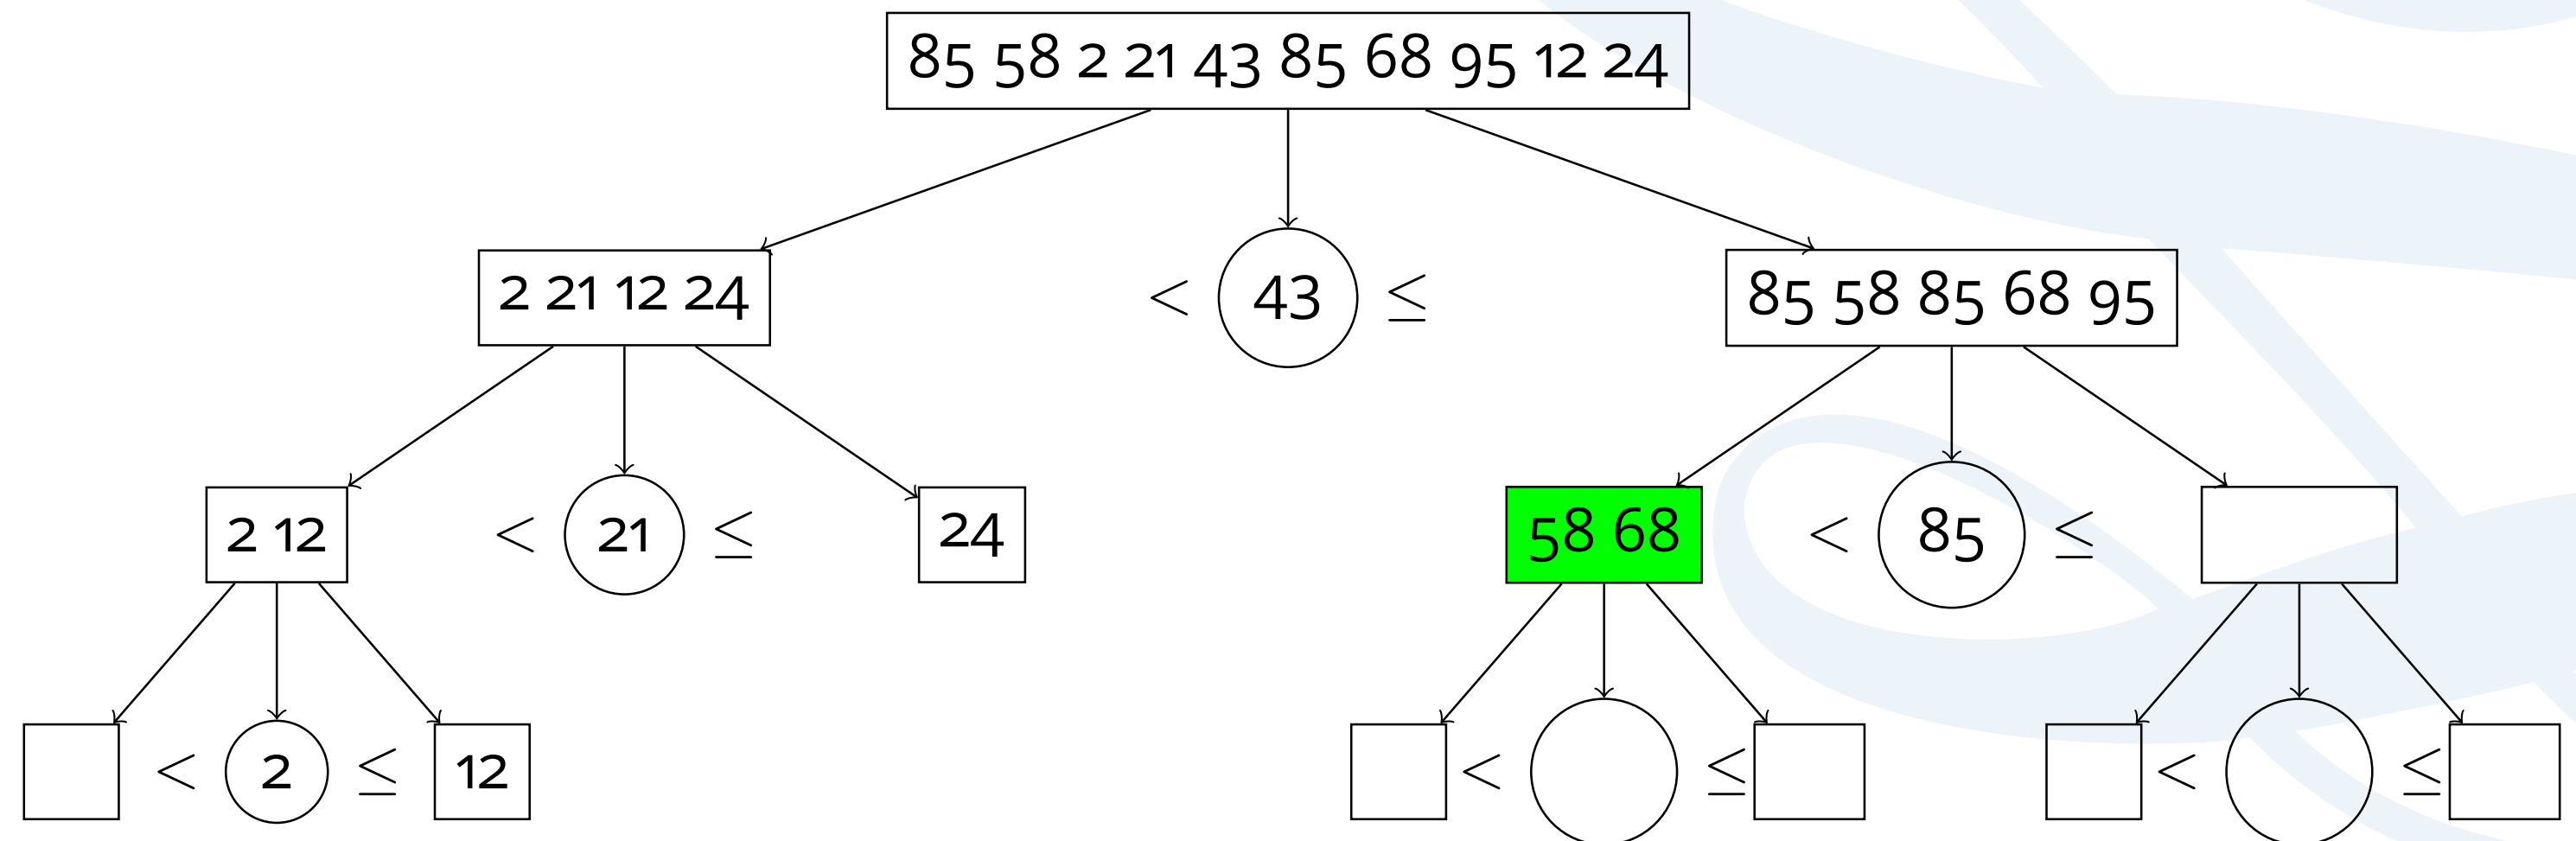 85 58 2 21 43 85 68 95 12 24
2 21 12 24 < 43 ≤ 85 58 85 68 95
2 12 < 21 ≤ 24 58 68 < 85 ≤
< 2 ≤ 12 < ≤ < ≤